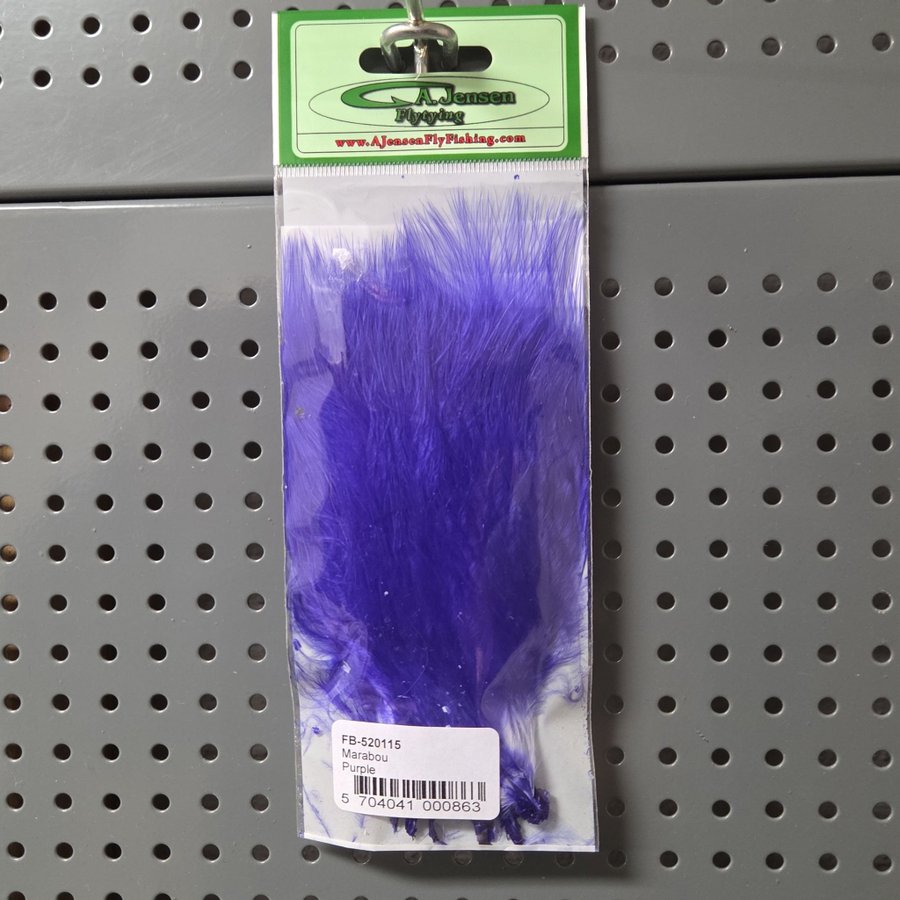 A. Jensen
Flytying
www.AJensenFlyFishing.com
FB-520115
Marabou
Purple
5 704041 000863